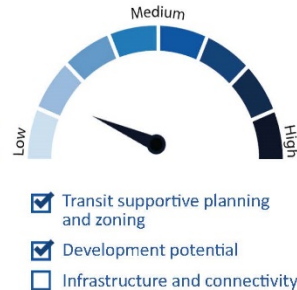 Medium
Low
High
Transit supportive planning
and zoning
Development potential
Infrastructure and connectivity